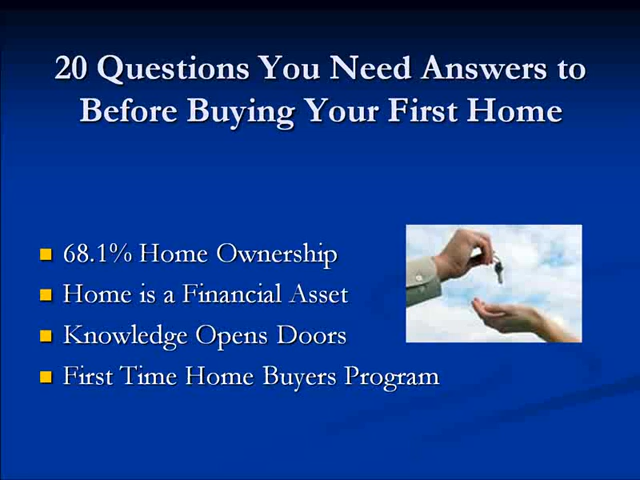 20 Questions You Need Answers to
Before Buying Your First Home
68.1% Home Ownership
Home is a Financial Asset
Knowledge Opens Doors
First Time Home Buyers Program